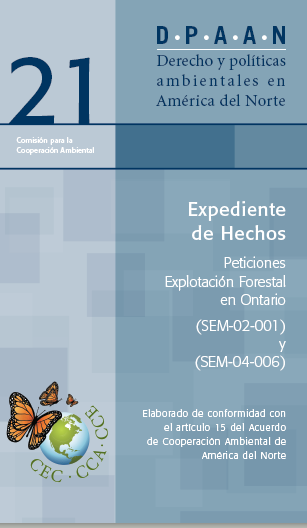 21
D·P·A·A·N
Derecho y políticas
ambientales en
América del Norte
Comisión para la
Cooperación Ambiental
Expediente
de Hechos
Peticiones
Explotación Forestal
en Ontario
(SEM-02-001)
y
(SEM-04-006)
Elaborado de conformidad con
el artículo 15 del Acuerdo
de Cooperación Ambiental de
América del Norte
CEC·CCA·CCE